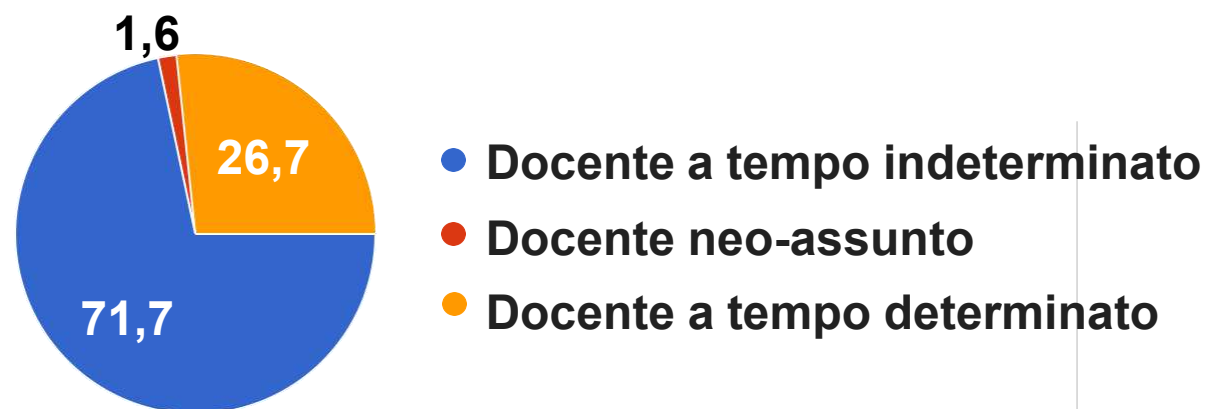 1,6
26,7
71,7
Docente a tempo indeterminato
Docente neo-assunto
Docente a tempo determinato